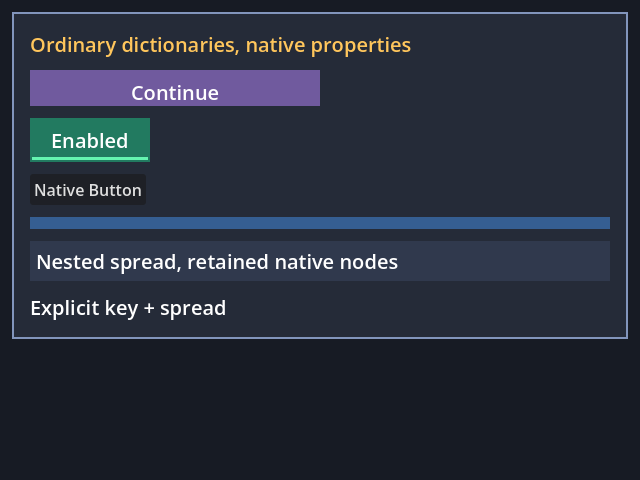 Ordinary dictionaries, native properties
Continue
Enabled
Native Button
Nested spread, retained native nodes
Explicit key + spread